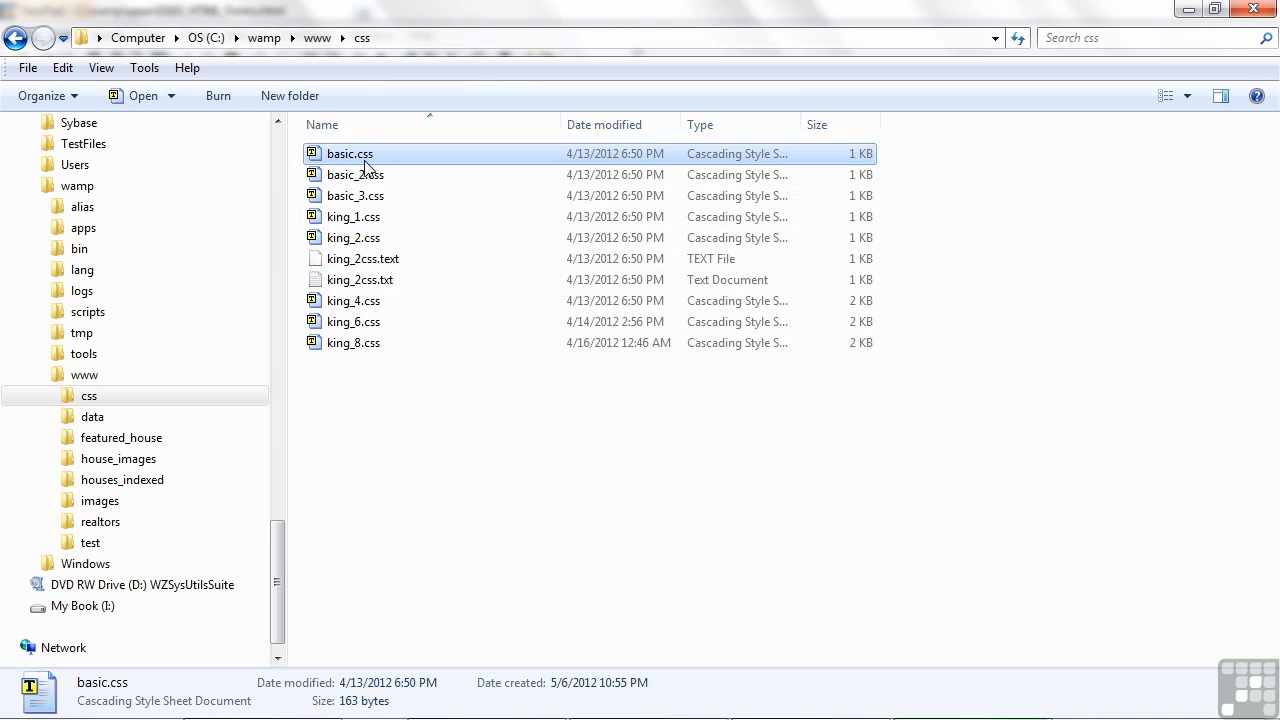 Computer OS (C:) wamp www css Search css
File Edit View Tools Help
Organize Open Burn New folder
Sybase
TestFiles
Users
wamp
alias
apps
bin
lang
logs
scripts
tmp
tools
www
css
data
featured_house
house_images
houses_indexed
images
realtors
test
Windows
DVD RW Drive (D:) WZSysUtilsSuite
My Book (I:)
Network
Name Date modified Type Size
basic.css 4/13/2012 6:50 PM Cascading Style S... 1 KB
basic_2.css 4/13/2012 6:50 PM Cascading Style S... 1 KB
basic_3.css 4/13/2012 6:50 PM Cascading Style S... 1 KB
king_1.css 4/13/2012 6:50 PM Cascading Style S... 1 KB
king_2.css 4/13/2012 6:50 PM Cascading Style S... 1 KB
king_2css.text 4/13/2012 6:50 PM TEXT File 1 KB
king_2css.txt 4/13/2012 6:50 PM Text Document 1 KB
king_4.css 4/13/2012 6:50 PM Cascading Style S... 2 KB
king_6.css 4/14/2012 2:56 PM Cascading Style S... 2 KB
king_8.css 4/16/2012 12:46 AM Cascading Style S... 2 KB
basic.css Date modified: 4/13/2012 6:50 PM Date created: 5/6/2012 10:55 PM
Cascading Style Sheet Document Size: 163 bytes